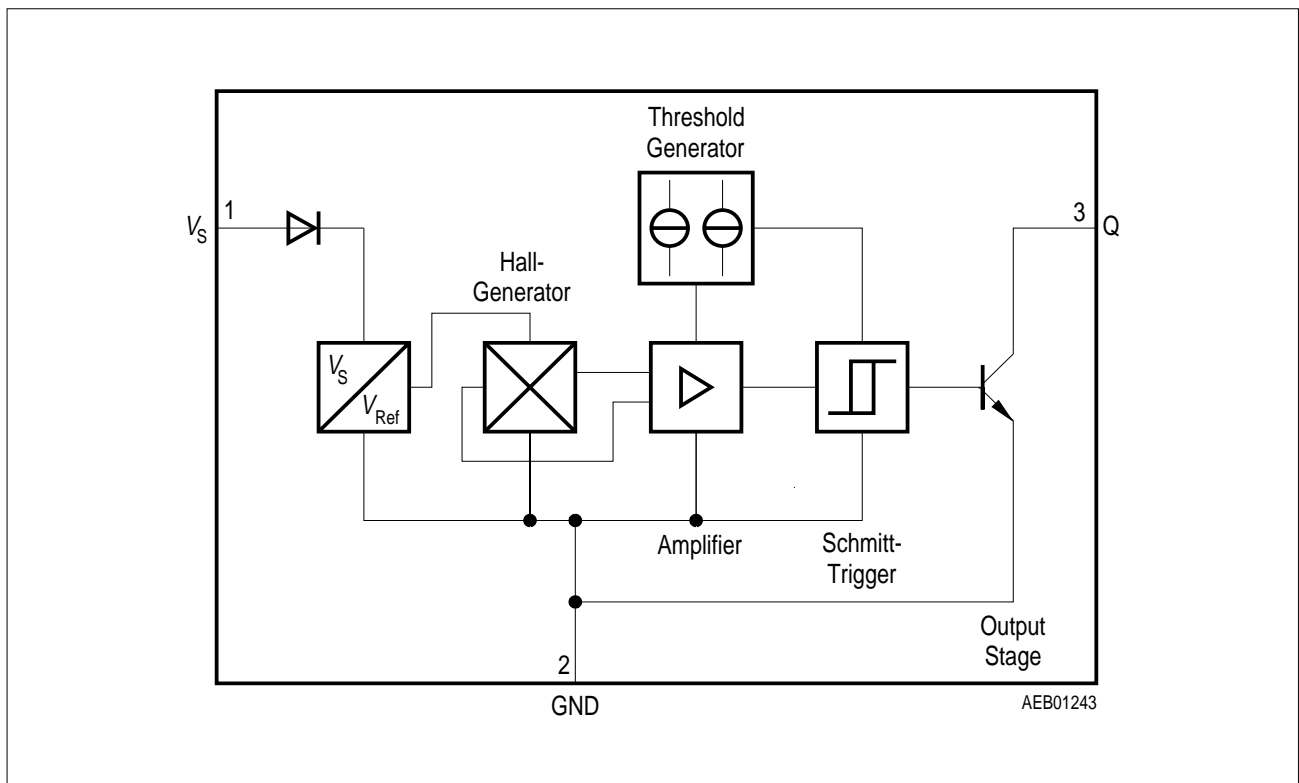 Threshold
Generator
1
V_S
3
Q
Hall-
Generator
V_S
V_Ref
Amplifier
Schmitt-
Trigger
Output
Stage
2
GND
AEB01243